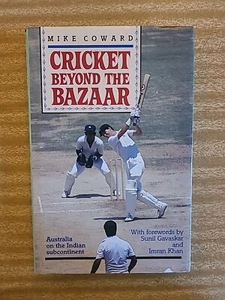 MIKE COWARD
CRICKET
BEYOND THE
BAZAAR
Australia
on the Indian
subcontinent
With forewords by
Sunil Gavaskar
and
Imran Khan